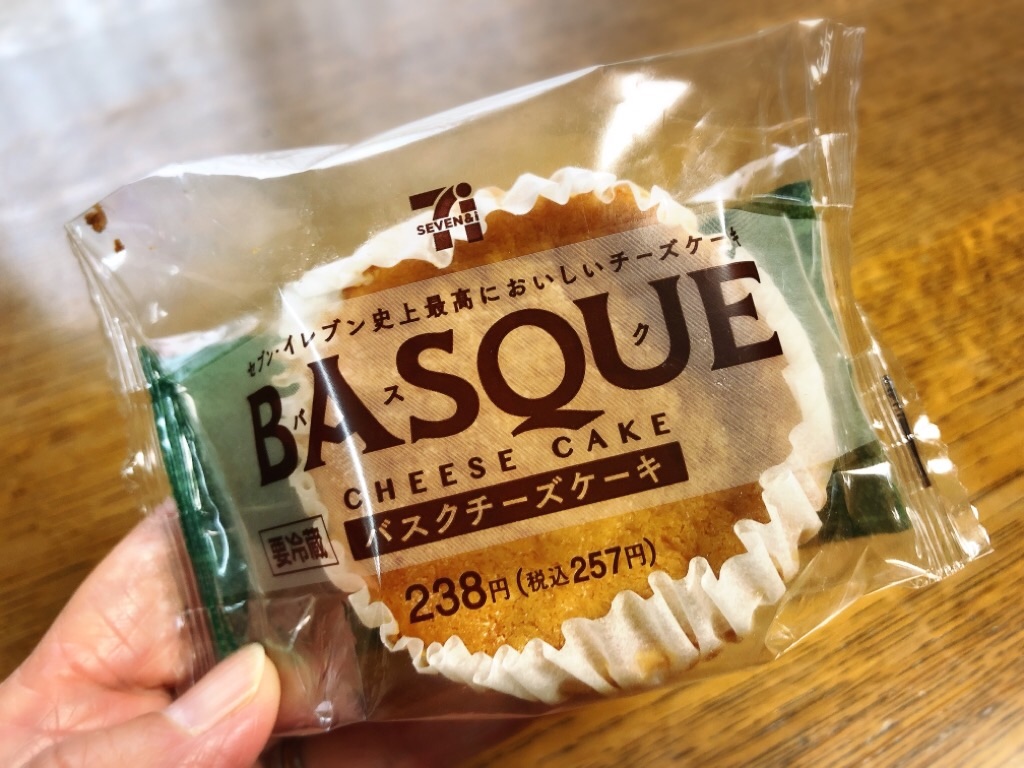 SEVEN&i
セブン-イレブン史上最高においしいチーズケーキ
BASQUE
バスク
CHEESE CAKE
バスクチーズケーキ
要冷蔵
238円(税込257円)